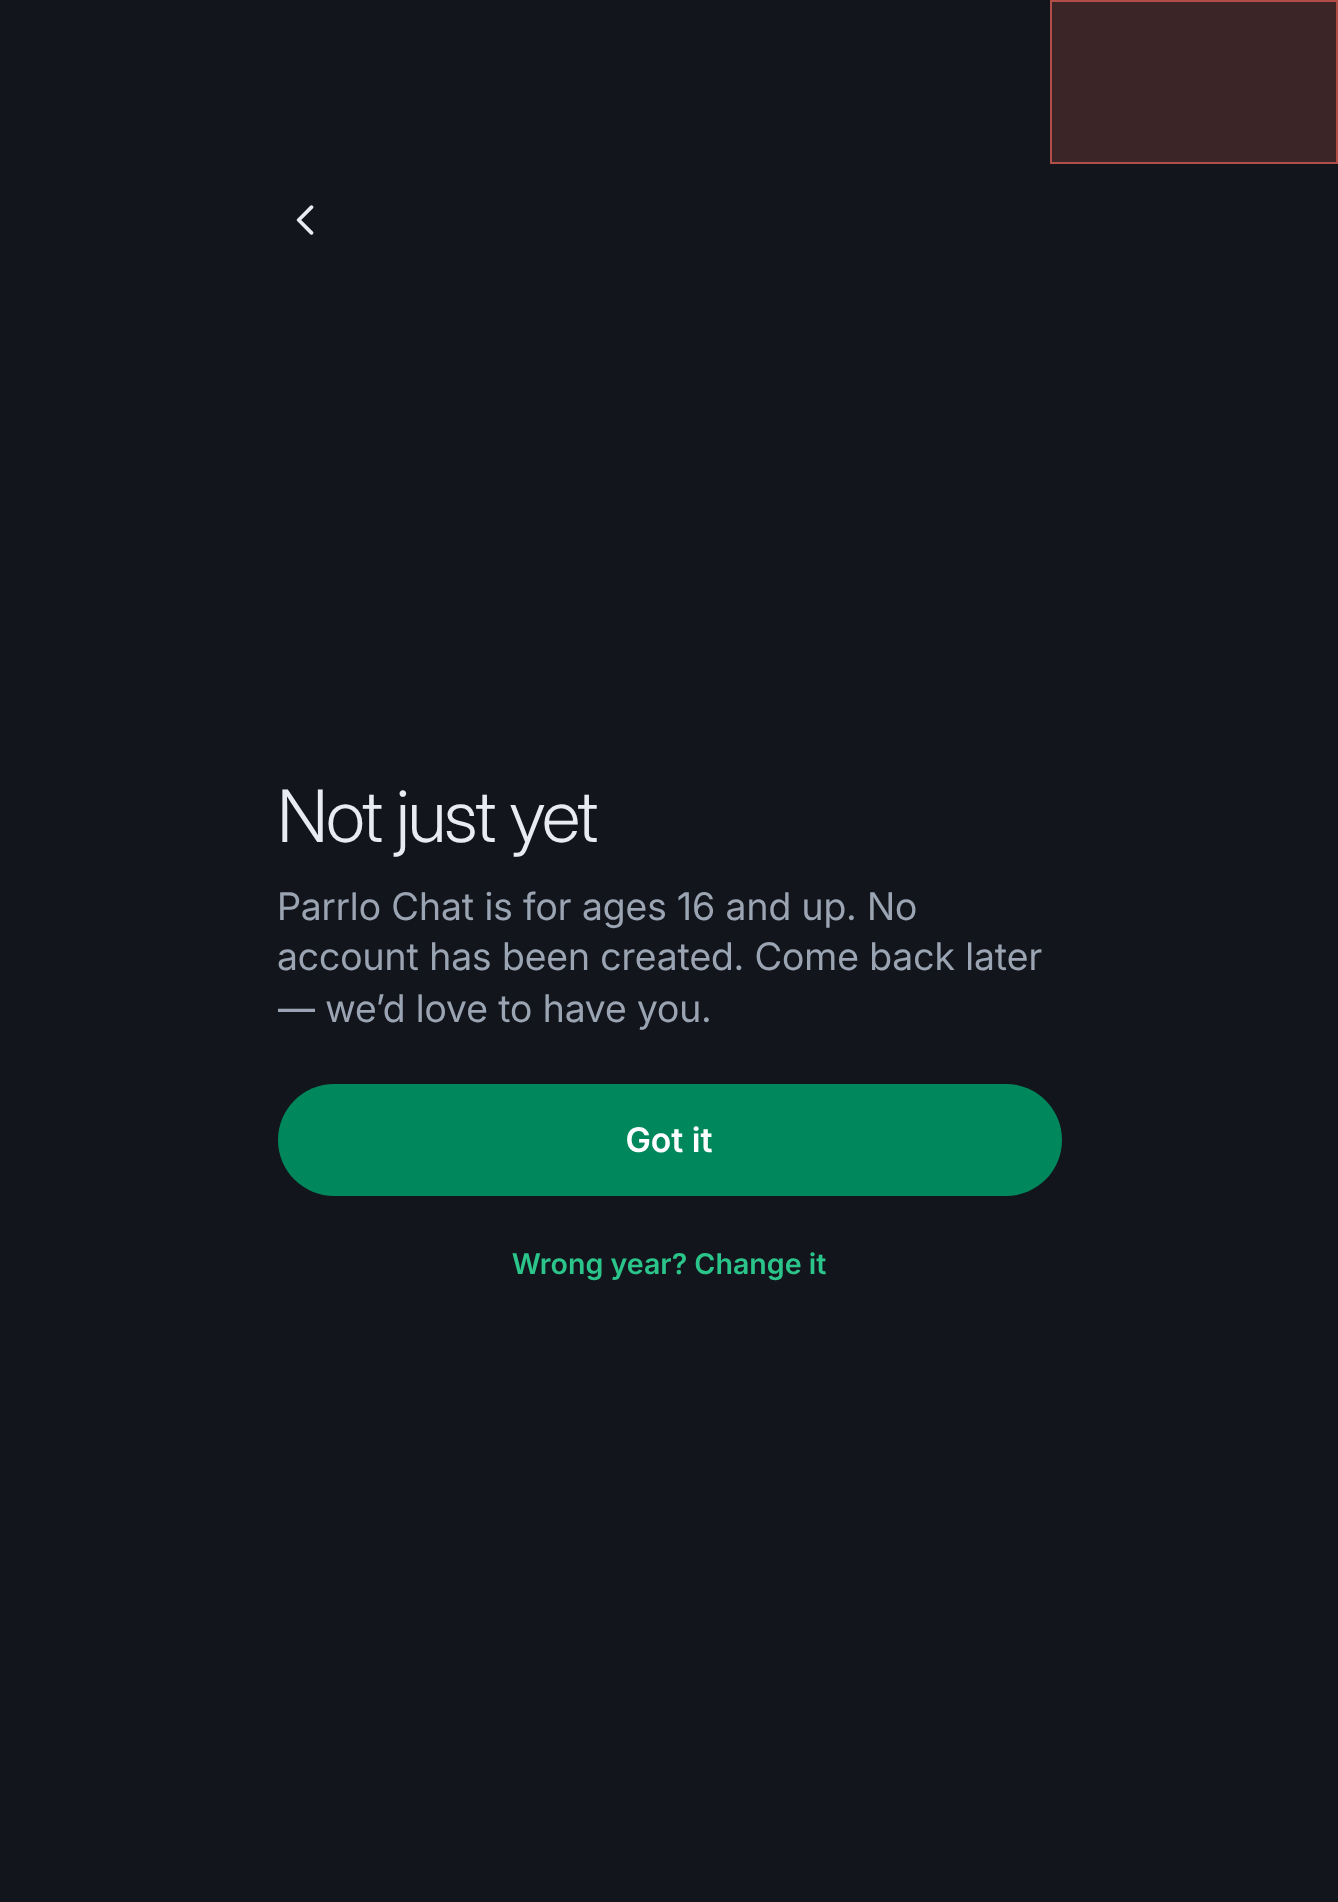 Not just yet
Parrlo Chat is for ages 16 and up. No
account has been created. Come back later
— we’d love to have you.
Got it
Wrong year? Change it